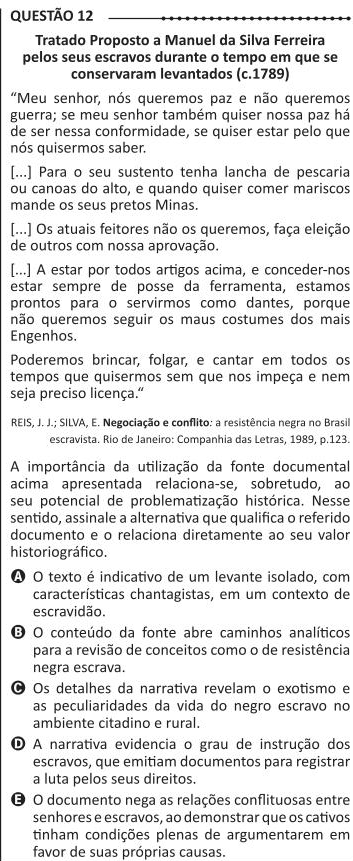 QUESTÃO 12
Tratado Proposto a Manuel da Silva Ferreira
pelos seus escravos durante o tempo em que se
conservaram levantados (c.1789)
“Meu senhor, nós queremos paz e não queremos
guerra; se meu senhor também quiser nossa paz há
de ser nessa conformidade, se quiser estar pelo que
nós quisermos saber.
[...] Para o seu sustento tenha lancha de pescaria
ou canoas do alto, e quando quiser comer mariscos
mande os seus pretos Minas.
[...] Os atuais feitores não os queremos, faça eleição
de outros com nossa aprovação.
[...] A estar por todos artigos acima, e conceder-nos
estar sempre de posse da ferramenta, estamos
prontos para o servirmos como dantes, porque
não queremos seguir os maus costumes dos mais
Engenhos.
Poderemos brincar, folgar, e cantar em todos os
tempos que quisermos sem que nos impeça e nem
seja preciso licença.“
REIS, J. J.; SILVA, E. Negociação e conflito: a resistência negra no Brasil
escravista. Rio de Janeiro: Companhia das Letras, 1989, p.123.
A importância da utilização da fonte documental
acima apresentada relaciona-se, sobretudo, ao
seu potencial de problematização histórica. Nesse
sentido, assinale a alternativa que qualifica o referido
documento e o relaciona diretamente ao seu valor
historiográfico.
A O texto é indicativo de um levante isolado, com
características chantagistas, em um contexto de
escravidão.
B O conteúdo da fonte abre caminhos analíticos
para a revisão de conceitos como o de resistência
negra escrava.
C Os detalhes da narrativa revelam o exotismo e
as peculiaridades da vida do negro escravo no
ambiente citadino e rural.
D A narrativa evidencia o grau de instrução dos
escravos, que emitiam documentos para registrar
a luta pelos seus direitos.
E O documento nega as relações conflituosas entre
senhores e escravos, ao demonstrar que os cativos
tinham condições plenas de argumentarem em
favor de suas próprias causas.